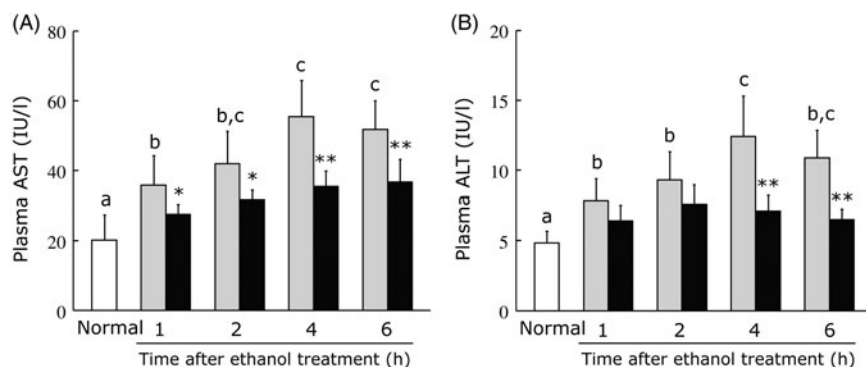 (A)
80
60
40
20
0
Plasma AST (IU/l)
a
b
*
b,c
*
c
**
c
**
Normal 1 2 4 6
Time after ethanol treatment (h)
(B)
20
15
10
5
0
Plasma ALT (IU/l)
a
b
b
c
**
b,c
**
Normal 1 2 4 6
Time after ethanol treatment (h)